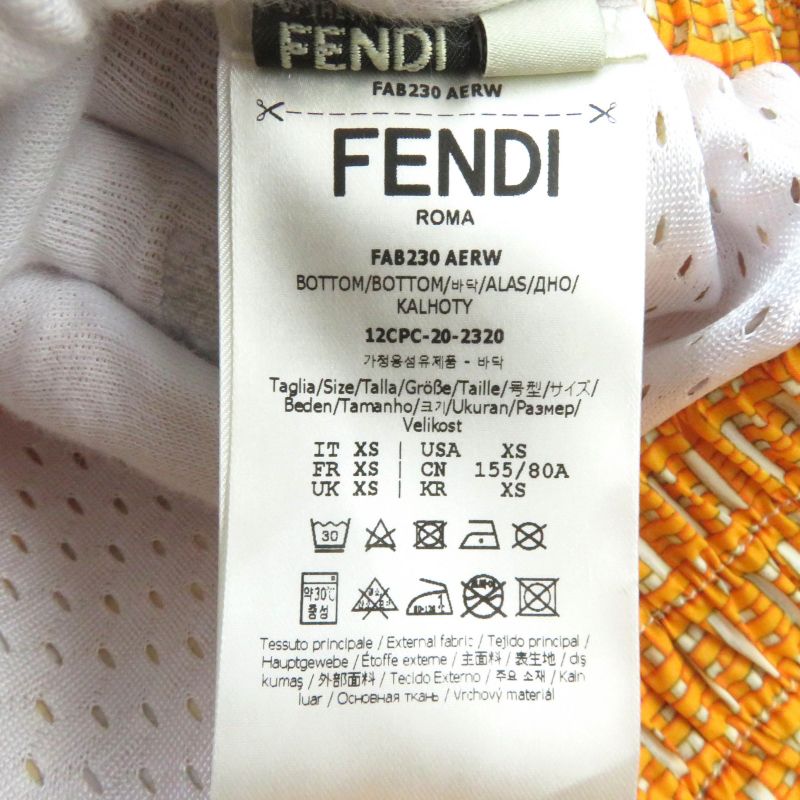 FENDI
FAB230 AERW
FENDI
ROMA
FAB230 AERW
BOTTOM/BOTTOM/바닥/ALAS/ДНО/
KALHOTY
12CPC-20-2320
가정용섬유제품 - 바닥
Taglia/Size/Talla/Größe/Taille/号型/サイズ/
Beden/Tamanho/크기/Ukuran/Размер/
Velikost
IT XS | USA XS
FR XS | CN 155/80A
UK XS | KR XS
30
약30℃
중성
Tessuto principale / External fabric / Tejido principal /
Hauptgewebe / Étoffe externe / 主面料 / 表生地 / dış
kumaş / 外部面料 / Tecido Externo / 주요 소재 / Kain
luar / Основная ткань / Vrchový materiál